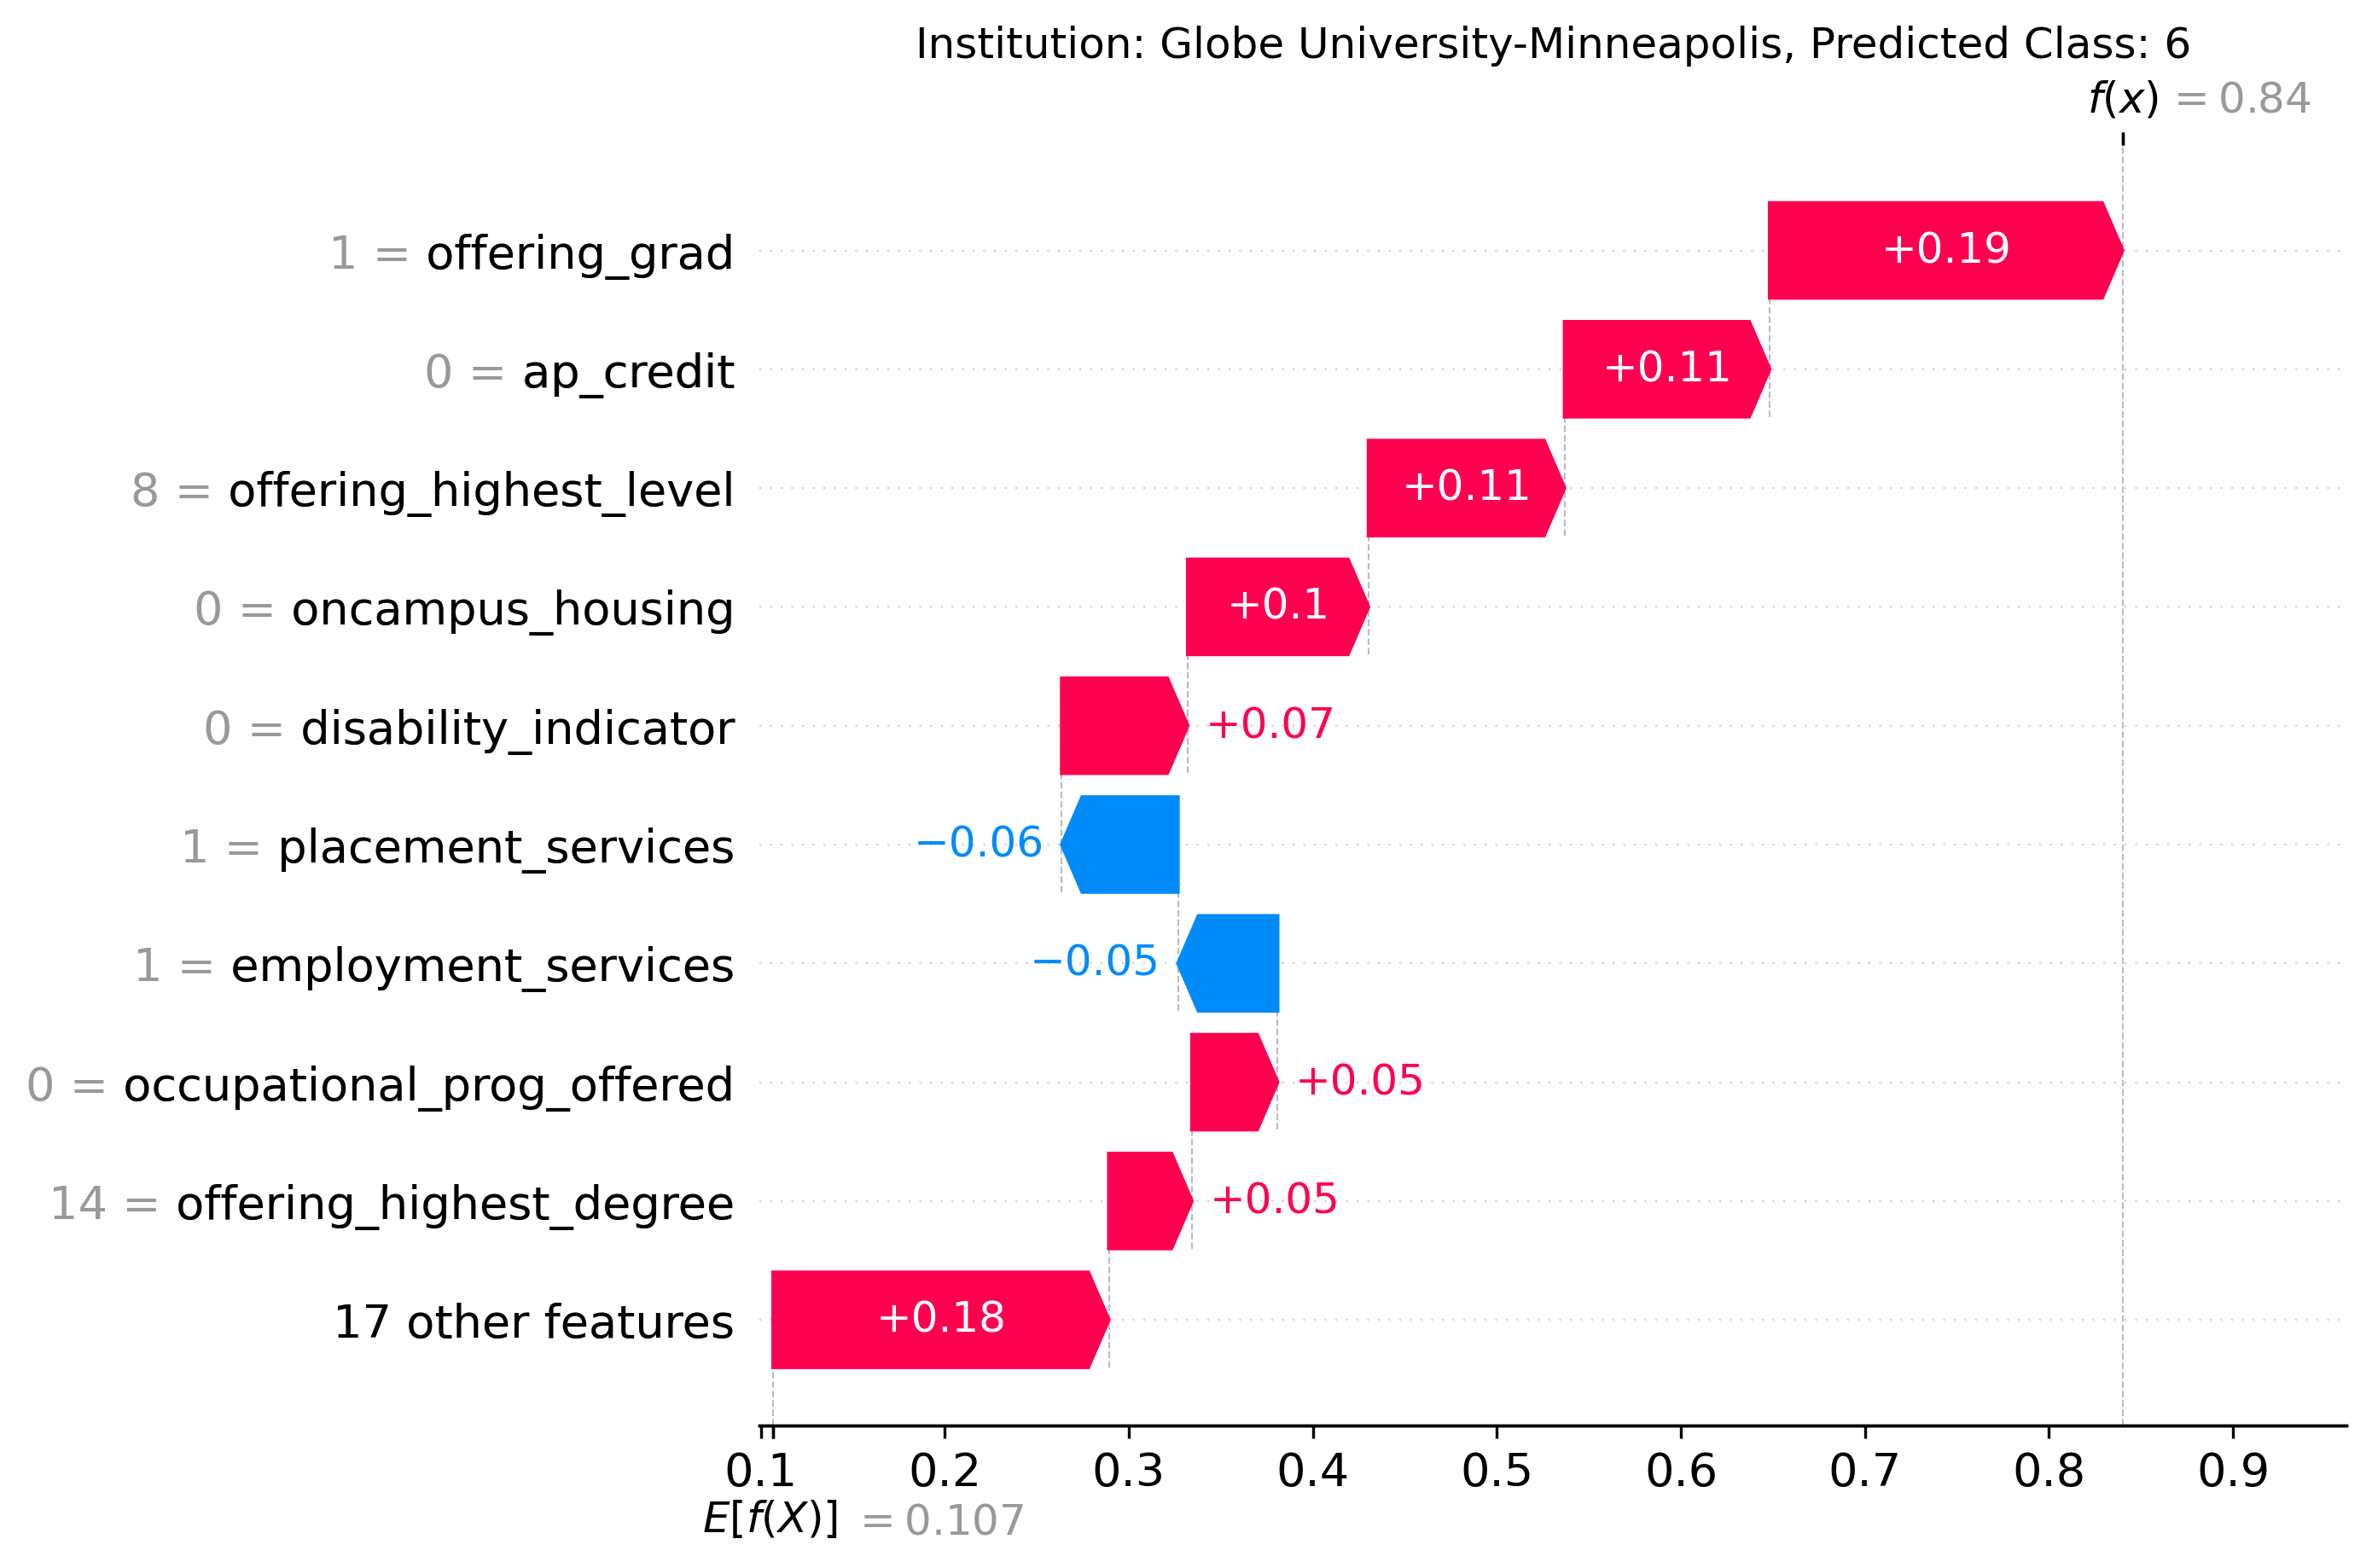 Institution: Globe University-Minneapolis, Predicted Class: 6
f(x) = 0.84
1 = offering_grad
+0.19
0 = ap_credit
+0.11
8 = offering_highest_level
+0.11
0 = oncampus_housing
+0.1
0 = disability_indicator
+0.07
1 = placement_services
−0.06
1 = employment_services
−0.05
0 = occupational_prog_offered
+0.05
14 = offering_highest_degree
+0.05
17 other features
+0.18
0.1 0.2 0.3 0.4 0.5 0.6 0.7 0.8 0.9
E[f(X)] = 0.107